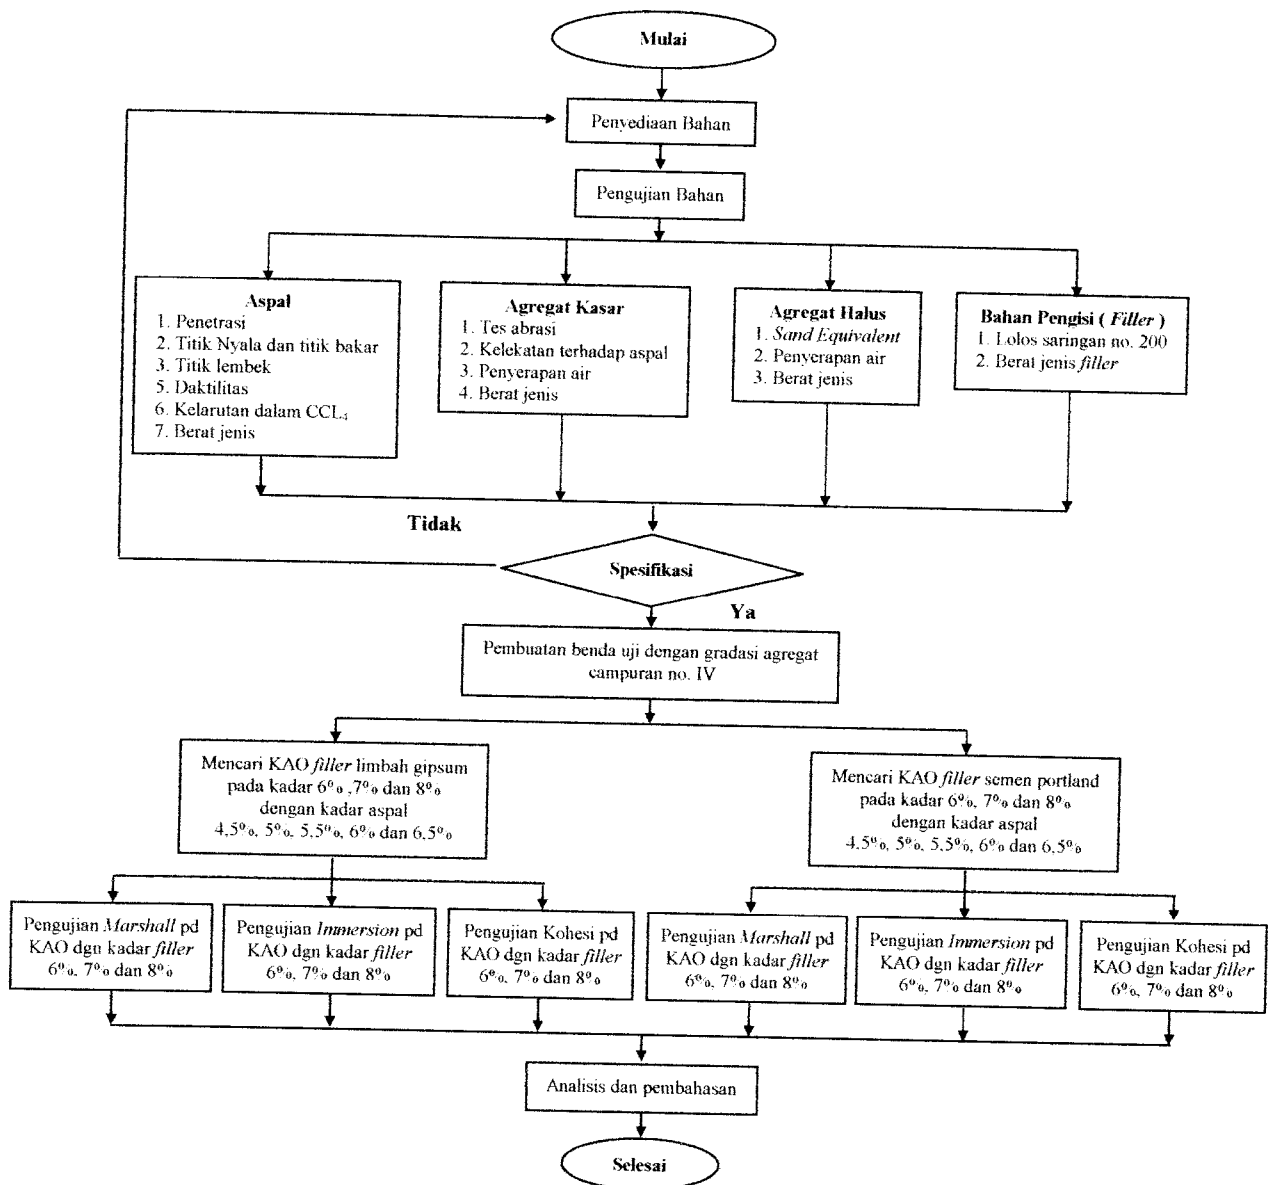 Mulai
Penyediaan Bahan
Pengujian Bahan
Aspal
1. Penetrasi
2. Titik Nyala dan titik bakar
3. Titik lembek
5. Daktilitas
6. Kelarutan dalam CCL₄
7. Berat jenis
Agregat Kasar
1. Tes abrasi
2. Kelekatan terhadap aspal
3. Penyerapan air
4. Berat jenis
Agregat Halus
1. Sand Equivalent
2. Penyerapan air
3. Berat jenis
Bahan Pengisi ( Filler )
1. Lolos saringan no. 200
2. Berat jenis filler
Tidak
Spesifikasi
Ya
Pembuatan benda uji dengan gradasi agregat
campuran no. IV
Mencari KAO filler limbah gipsum
pada kadar 6% ,7% dan 8%
dengan kadar aspal
4,5%, 5%, 5,5%, 6% dan 6,5%
Mencari KAO filler semen portland
pada kadar 6%, 7% dan 8%
dengan kadar aspal
4,5%, 5%, 5,5%, 6% dan 6,5%
Pengujian Marshall pd
KAO dgn kadar filler
6%, 7% dan 8%
Pengujian Immersion pd
KAO dgn kadar filler
6%, 7% dan 8%
Pengujian Kohesi pd
KAO dgn kadar filler
6%, 7% dan 8%
Pengujian Marshall pd
KAO dgn kadar filler
6%, 7% dan 8%
Pengujian Immersion pd
KAO dgn kadar filler
6%, 7% dan 8%
Pengujian Kohesi pd
KAO dgn kadar filler
6%, 7% dan 8%
Analisis dan pembahasan
Selesai